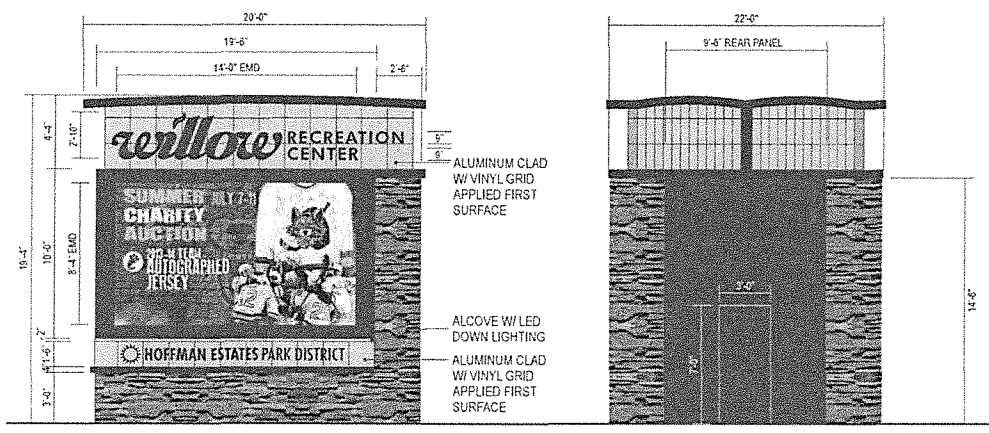 20'-0"
19'-6"
14'-0" EMD
2'-6"
4'-4"
2'-10"
willow RECREATION
CENTER
9"
9"
ALUMINUM CLAD
W/ VINYL GRID
APPLIED FIRST
SURFACE
19'-4"
10'-0"
8'-4" EMD
SUMMER
CHARITY
AUCTION
AUTOGRAPHED
JERSEY
ALCOVE W/ LED
DOWN LIGHTING
2"
1'-6"
4"
HOFFMAN ESTATES PARK DISTRICT
ALUMINUM CLAD
W/ VINYL GRID
APPLIED FIRST
SURFACE
3'-0"
22'-0"
9'-6" REAR PANEL
3'-0"
7'-0"
14'-6"